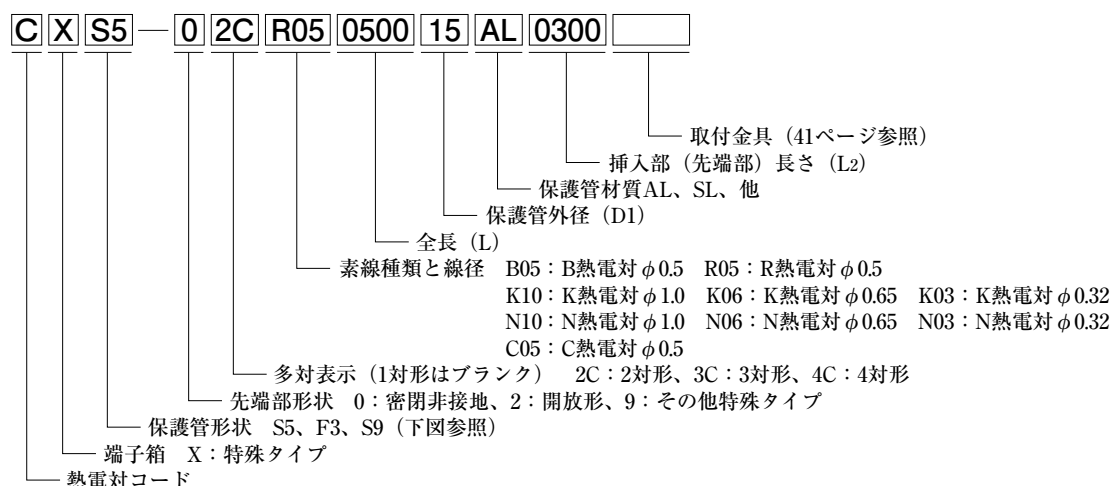 C X S5 — 0 2C R05 0500 15 AL 0300
取付金具（41ページ参照）
挿入部（先端部）長さ（L2）
保護管材質AL、SL、他
保護管外径（D1）
全長（L）
素線種類と線径 B05：B熱電対φ0.5 R05：R熱電対φ0.5
K10：K熱電対φ1.0 K06：K熱電対φ0.65 K03：K熱電対φ0.32
N10：N熱電対φ1.0 N06：N熱電対φ0.65 N03：N熱電対φ0.32
C05：C熱電対φ0.5
多対表示（1対形はブランク） 2C：2対形、3C：3対形、4C：4対形
先端部形状 0：密閉非接地、2：開放形、9：その他特殊タイプ
保護管形状 S5、F3、S9（下図参照）
端子箱 X：特殊タイプ
熱電対コード